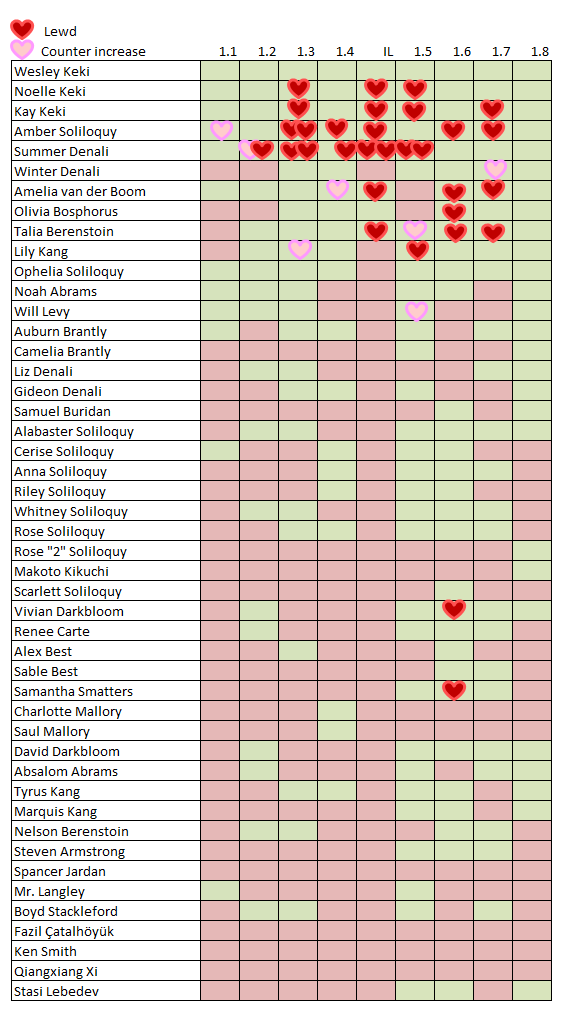 Lewd
Counter increase 1.1 1.2 1.3 1.4 IL 1.5 1.6 1.7 1.8
Wesley Keki
Noelle Keki
Kay Keki
Amber Soliloquy
Summer Denali
Winter Denali
Amelia van der Boom
Olivia Bosphorus
Talia Berenstoin
Lily Kang
Ophelia Soliloquy
Noah Abrams
Will Levy
Auburn Brantly
Camelia Brantly
Liz Denali
Gideon Denali
Samuel Buridan
Alabaster Soliloquy
Cerise Soliloquy
Anna Soliloquy
Riley Soliloquy
Whitney Soliloquy
Rose Soliloquy
Rose "2" Soliloquy
Makoto Kikuchi
Scarlett Soliloquy
Vivian Darkbloom
Renee Carte
Alex Best
Sable Best
Samantha Smatters
Charlotte Mallory
Saul Mallory
David Darkbloom
Absalom Abrams
Tyrus Kang
Marquis Kang
Nelson Berenstoin
Steven Armstrong
Spancer Jardan
Mr. Langley
Boyd Stackleford
Fazil Çatalhöyük
Ken Smith
Qiangxiang Xi
Stasi Lebedev